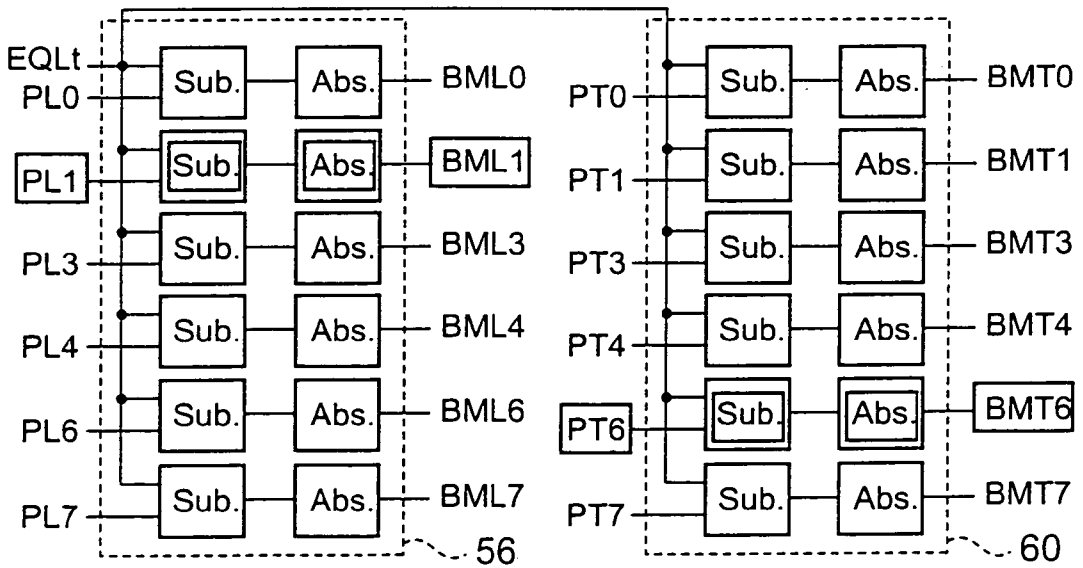 EQLt
PL0 Sub. Abs. BML0
PL1 Sub. Abs. BML1
PL3 Sub. Abs. BML3
PL4 Sub. Abs. BML4
PL6 Sub. Abs. BML6
PL7 Sub. Abs. BML7
56
PT0 Sub. Abs. BMT0
PT1 Sub. Abs. BMT1
PT3 Sub. Abs. BMT3
PT4 Sub. Abs. BMT4
PT6 Sub. Abs. BMT6
PT7 Sub. Abs. BMT7
60